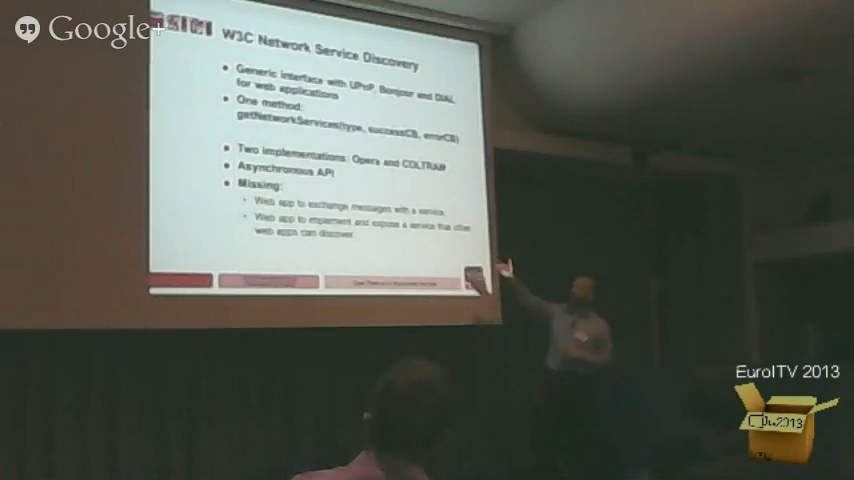 Google+
W3C Network Service Discovery
• Generic interface with UPnP, Bonjour and DIAL
for web applications
• One method:
getNetworkServices(type, successCB, errorCB)
• Two implementations: Opera and COLTRAM
• Asynchronous API
• Missing:
• Web app to exchange messages with a service.
• Web app to implement and expose a service that other
web apps can discover
EuroITV 2013
2013